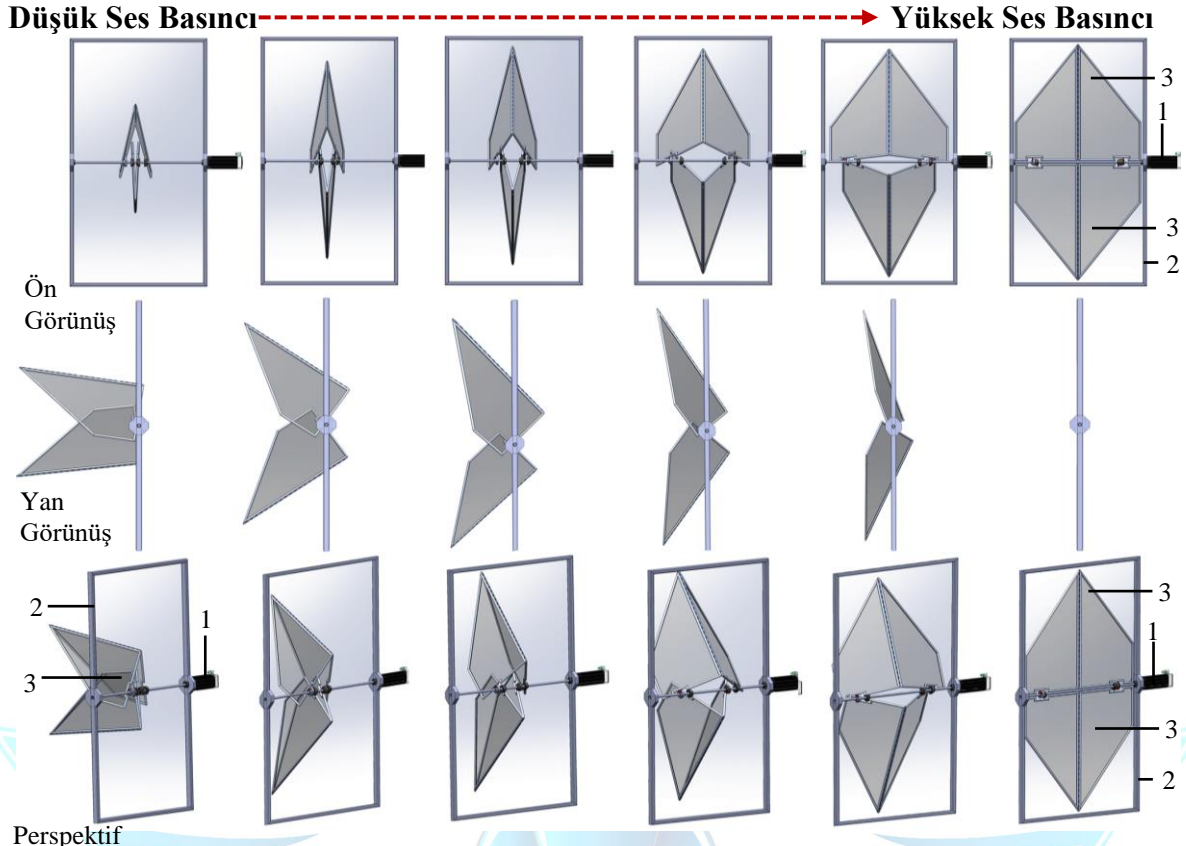 Düşük Ses Basıncı
Yüksek Ses Basıncı
3
1
3
2
Ön
Görünüş
Yan
Görünüş
2
1
3
3
1
3
2
Perspektif